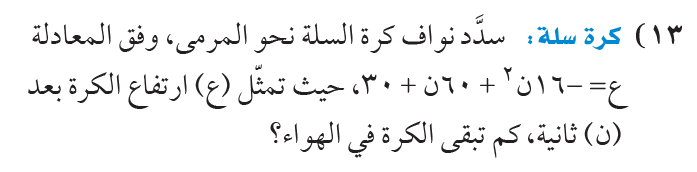 ١٣) كرة سلة: سدَّد نواف كرة السلة نحو المرمى، وفق المعادلة
ع= −١٦ن٢ + ٦٠ن + ٣٠، حيث تمثّل (ع) ارتفاع الكرة بعد
(ن) ثانية، كم تبقى الكرة في الهواء؟